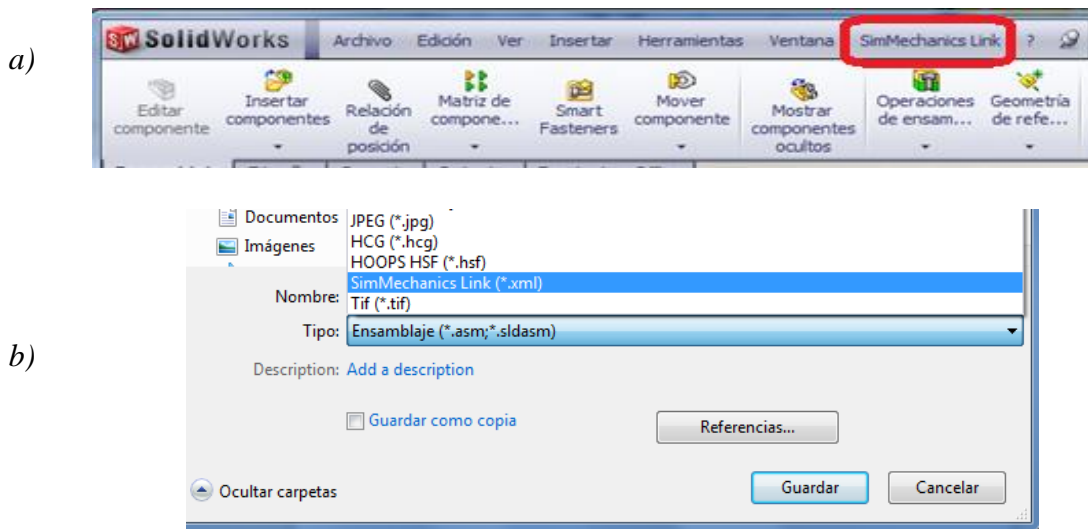 a)
SW SolidWorks Archivo Edición Ver Insertar Herramientas Ventana SimMechanics Link ?
Editar componente
Insertar componentes
Relación de posición
Matriz de compone...
Smart Fasteners
Mover componente
Mostrar componentes ocultos
Operaciones de ensam...
Geometría de refe...
b)
Documentos
Imágenes
JPEG (*.jpg)
HCG (*.hcg)
HOOPS HSF (*.hsf)
SimMechanics Link (*.xml)
Tif (*.tif)
Nombre:
Tipo: Ensamblaje (*.asm;*.sldasm)
Description: Add a description
Guardar como copia
Referencias...
Ocultar carpetas
Guardar
Cancelar